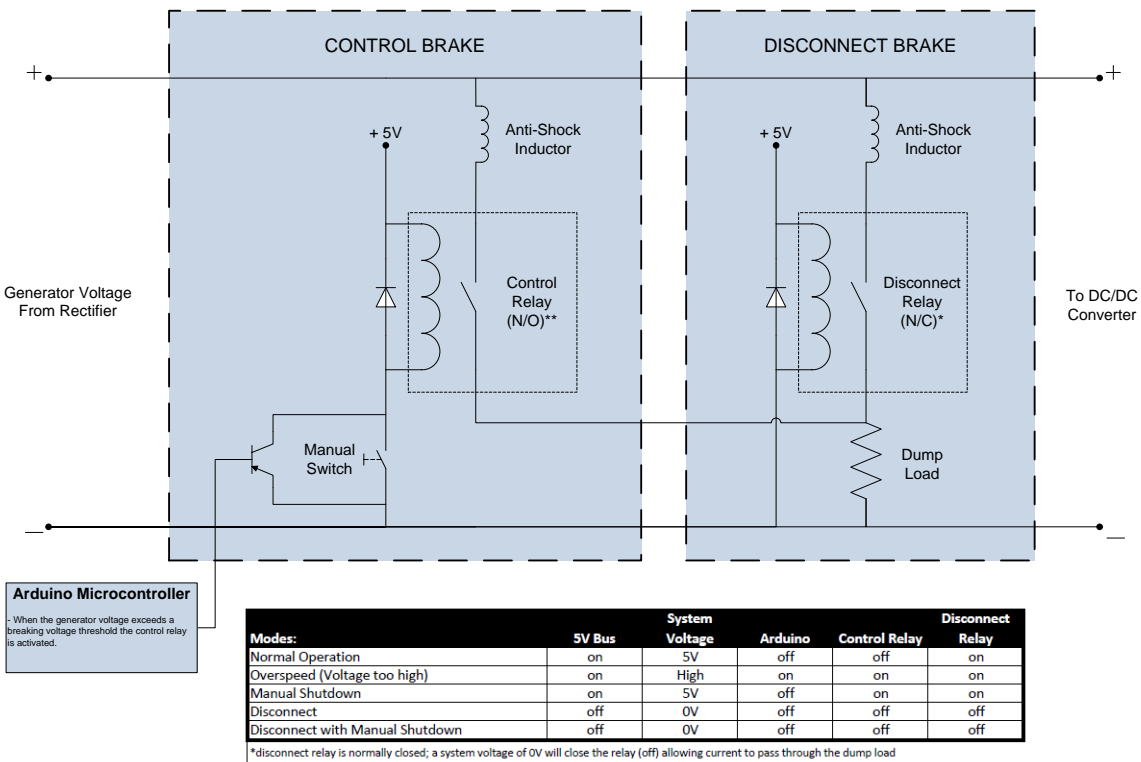 CONTROL BRAKE
DISCONNECT BRAKE
+
+
+ 5V
Anti-Shock
Inductor
+ 5V
Anti-Shock
Inductor
Generator Voltage
From Rectifier
Control
Relay
(N/O)**
Disconnect
Relay
(N/C)*
To DC/DC
Converter
Manual
Switch
Dump
Load
—
—
Arduino Microcontroller
- When the generator voltage exceeds a
breaking voltage threshold the control relay
is activated.
Modes: 5V Bus System Voltage Arduino Control Relay Disconnect Relay
Normal Operation on 5V off off on
Overspeed (Voltage too high) on High on on on
Manual Shutdown on 5V off on on
Disconnect off 0V off off off
Disconnect with Manual Shutdown off 0V off off off
*disconnect relay is normally closed; a system voltage of 0V will close the relay (off) allowing current to pass through the dump load